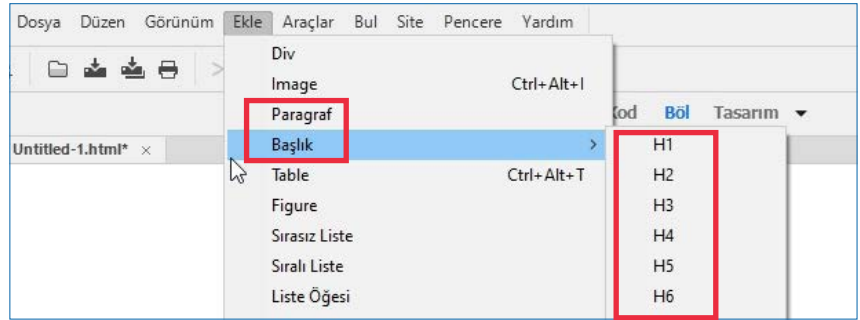 Dosya Düzen Görünüm Ekle Araçlar Bul Site Pencere Yardım
Div
Image Ctrl+Alt+I
Paragraf
Kod Böl Tasarım
Başlık
Untitled-1.html*
Table Ctrl+Alt+T
Figure
Sırasız Liste
Sıralı Liste
Liste Öğesi
H1
H2
H3
H4
H5
H6